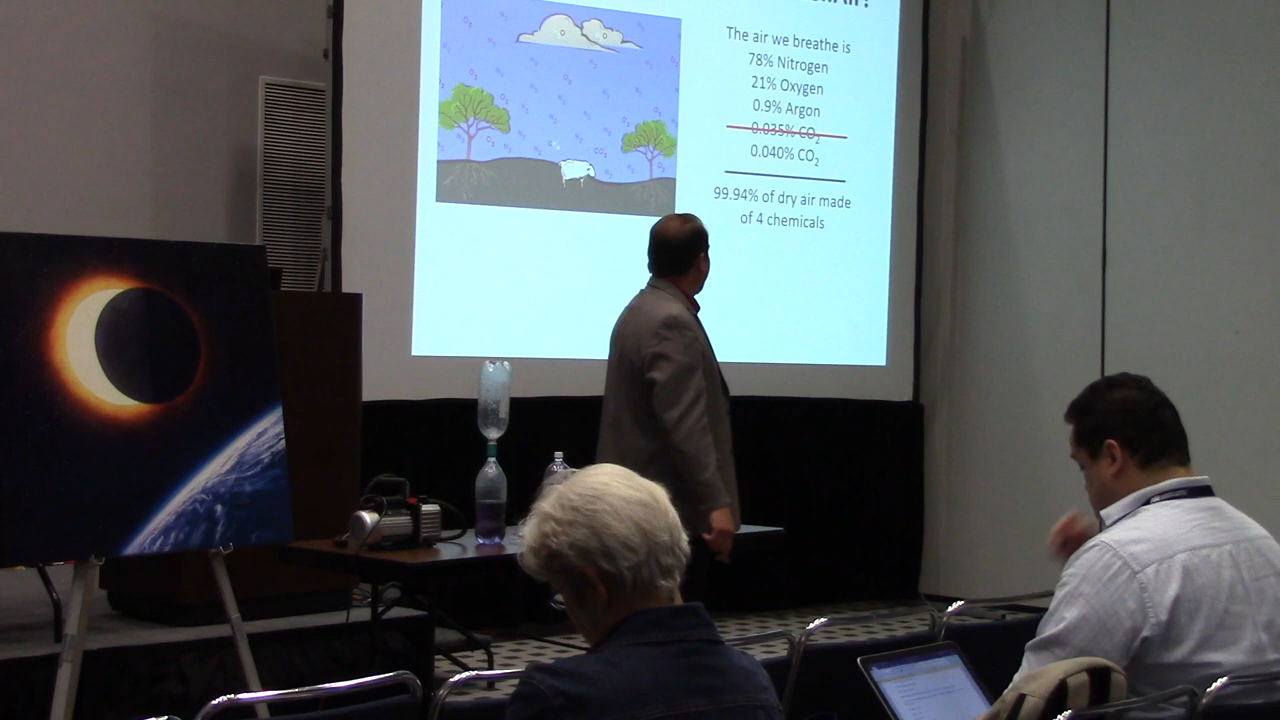 Air?
The air we breathe is
78% Nitrogen
21% Oxygen
0.9% Argon
0.035% CO₂
0.040% CO₂
99.94% of dry air made
of 4 chemicals